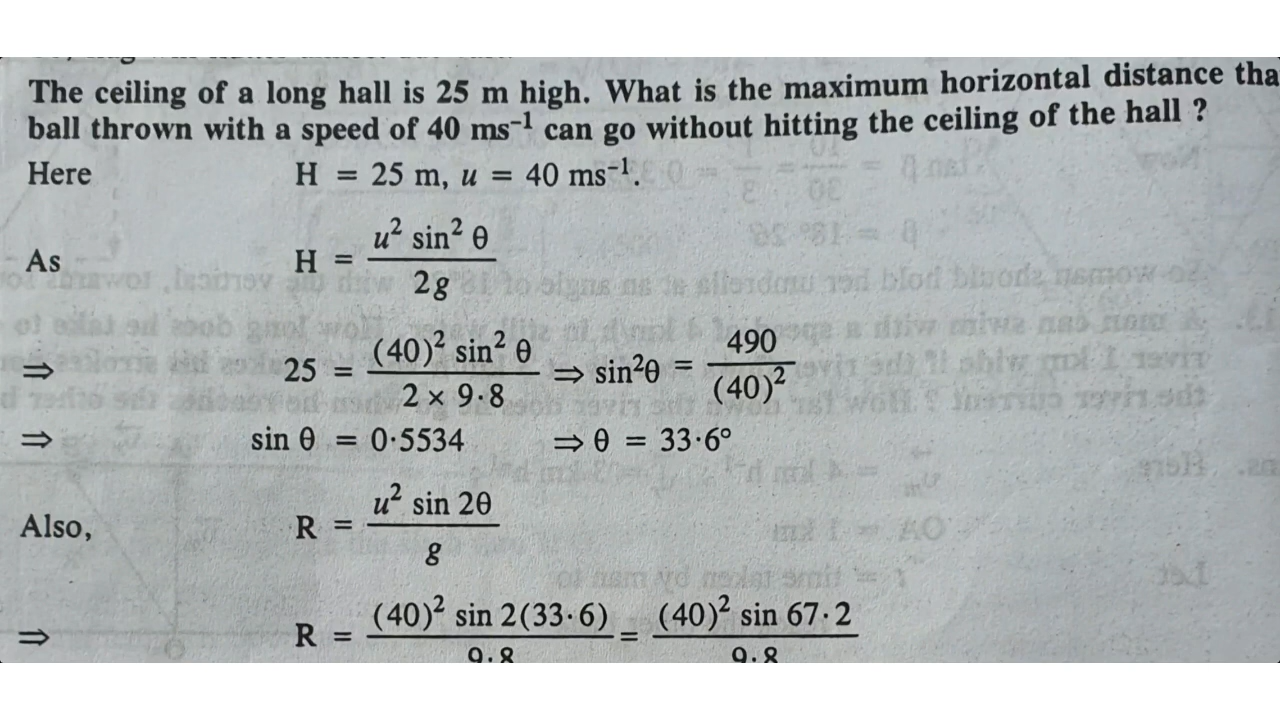 The ceiling of a long hall is 25 m high. What is the maximum horizontal distance tha
ball thrown with a speed of 40 ms⁻¹ can go without hitting the ceiling of the hall ?
Here H = 25 m, u = 40 ms⁻¹.
As H = u² sin² θ / 2g
⇒ 25 = (40)² sin² θ / 2 × 9·8 ⇒ sin²θ = 490 / (40)²
⇒ sin θ = 0·5534 ⇒ θ = 33·6°
Also, R = u² sin 2θ / g
⇒ R = (40)² sin 2(33·6) / 9·8 = (40)² sin 67·2 / 9·8